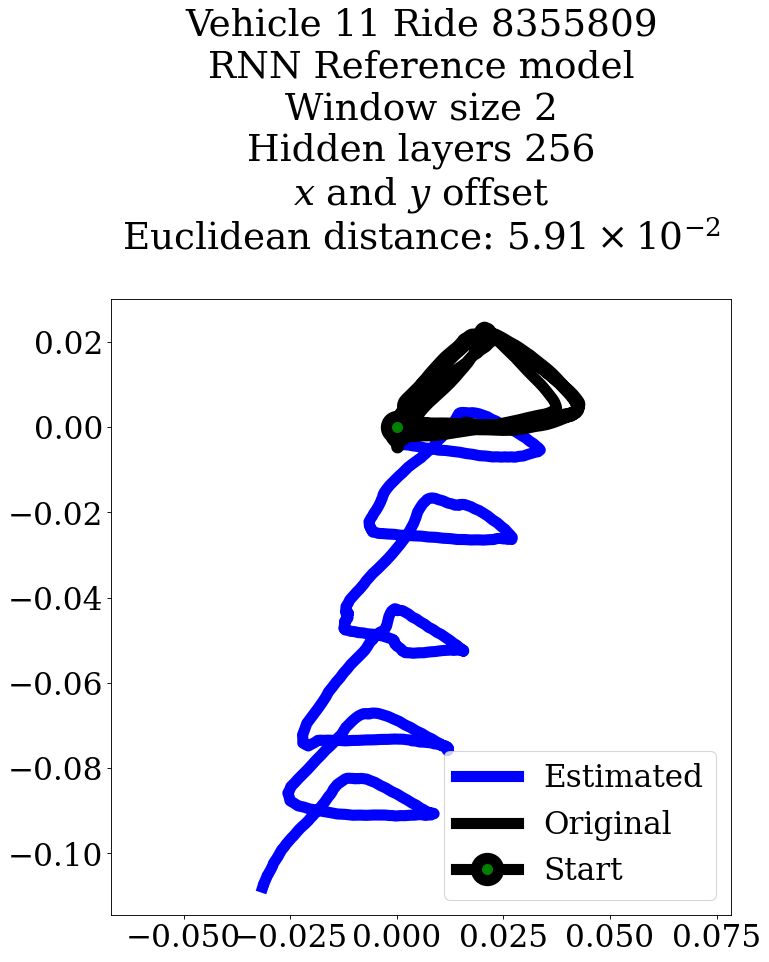 Vehicle 11 Ride 8355809
RNN Reference model
Window size 2
Hidden layers 256
x and y offset
Euclidean distance: 5.91 × 10⁻²
0.02
0.00
−0.02
−0.04
−0.06
−0.08
−0.10
Estimated
Original
Start
−0.050 −0.025 0.000 0.025 0.050 0.075